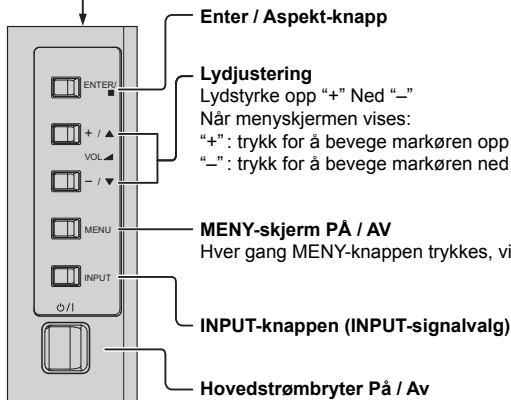 Enter / Aspekt-knapp
ENTER/
Lydjustering
Lydstyrke opp “+” Ned “–”
Når menyskjermen vises:
“+” : trykk for å bevege markøren opp
“–” : trykk for å bevege markøren ned
+ / ▲
VOL
– / ▼
MENU
MENY-skjerm PÅ / AV
Hver gang MENY-knappen trykkes, vi
INPUT
INPUT-knappen (INPUT-signalvalg)
⏻/I
Hovedstrømbryter På / Av